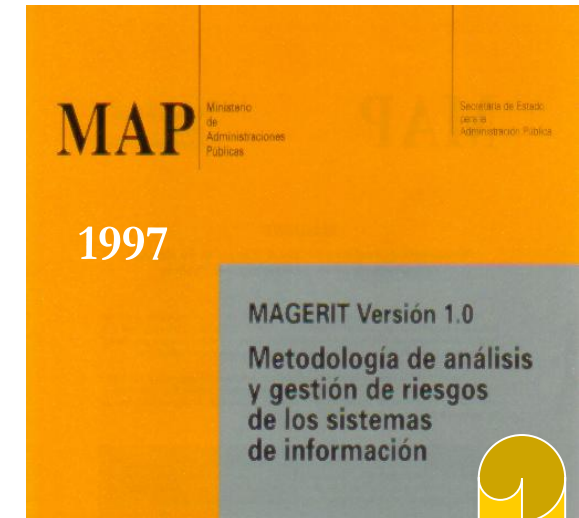 MAP
Ministerio
de
Administraciones
Públicas
Secretaría de Estado
para la
Administración Pública
1997
MAGERIT Versión 1.0
Metodología de análisis
y gestión de riesgos
de los sistemas
de información